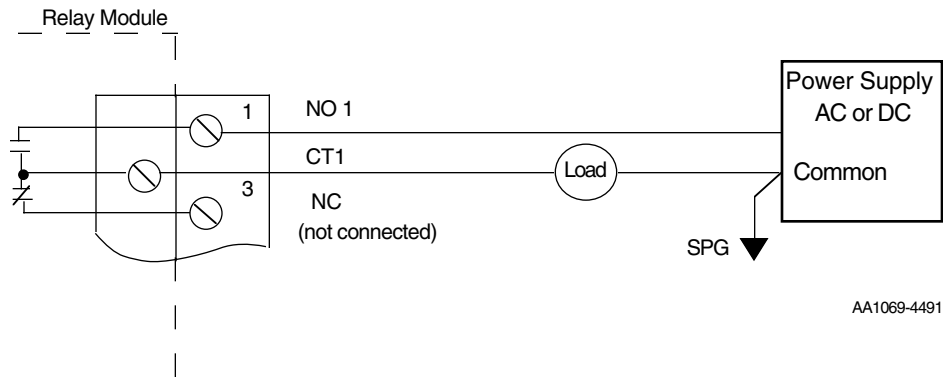 Relay Module
1
NO 1
CT1
3
NC
(not connected)
Load
Power Supply
AC or DC
Common
SPG
AA1069-4491